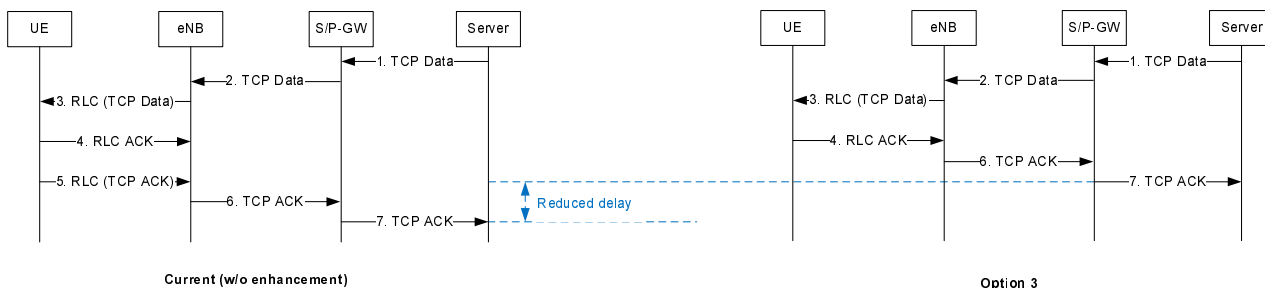 UE eNB S/P-GW Server UE eNB S/P-GW Server
1. TCP Data 1. TCP Data
2. TCP Data 2. TCP Data
3. RLC (TCP Data) 3. RLC (TCP Data)
4. RLC ACK 4. RLC ACK
6. TCP ACK
5. RLC (TCP ACK) 7. TCP ACK
6. TCP ACK Reduced delay
7. TCP ACK
Current (w/o enhancement) Option 3